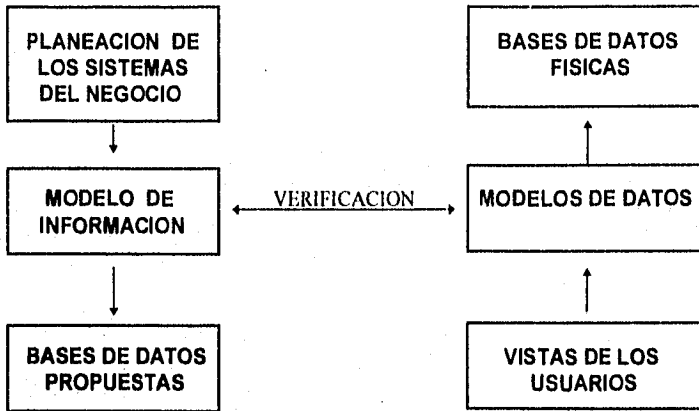 PLANEACION DE
LOS SISTEMAS
DEL NEGOCIO
BASES DE DATOS
FISICAS
MODELO DE
INFORMACION
VERIFICACION
MODELOS DE DATOS
BASES DE DATOS
PROPUESTAS
VISTAS DE LOS
USUARIOS